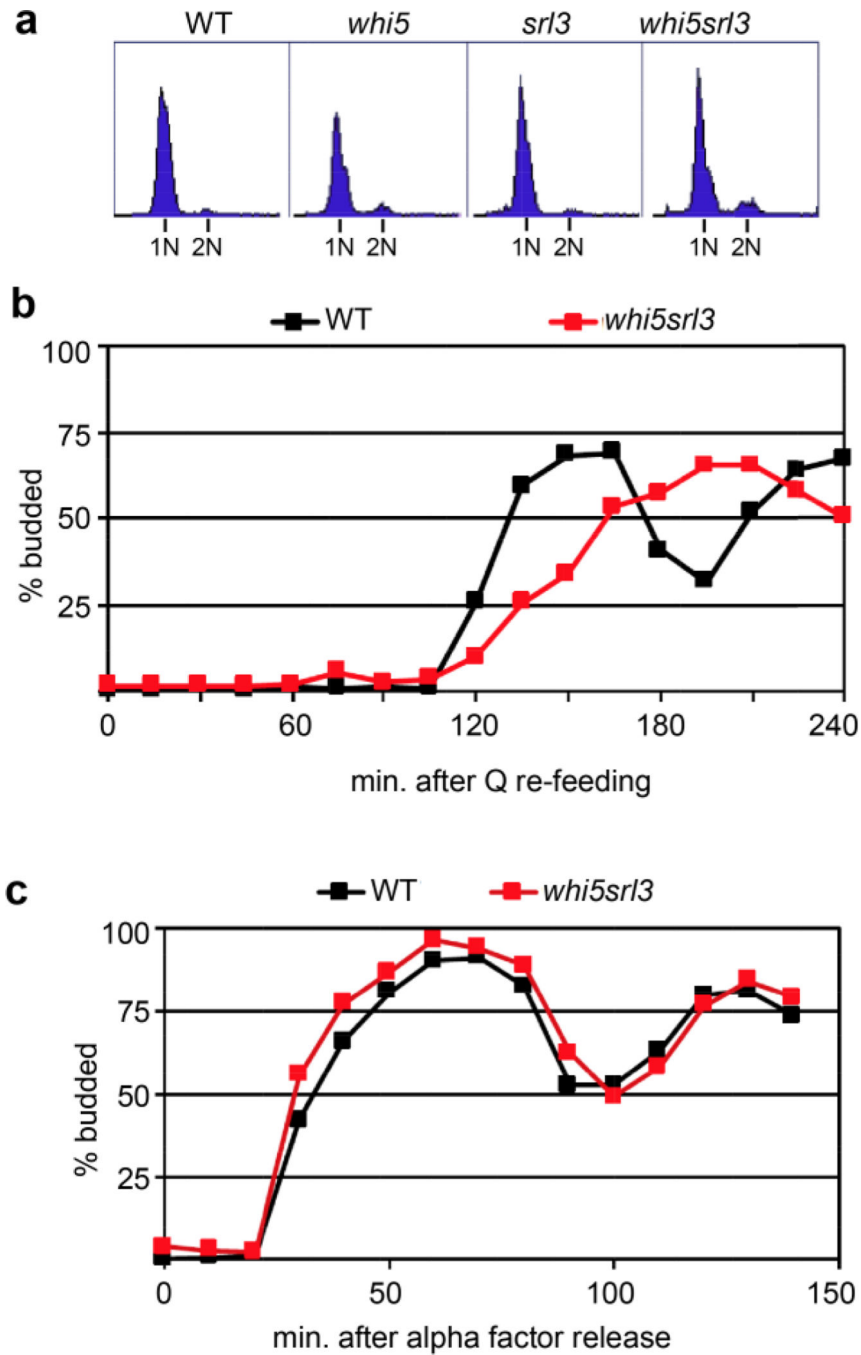 a
WT whi5 srl3 whi5srl3
1N 2N 1N 2N 1N 2N 1N 2N
b
WT whi5srl3
100
75
50
25
% budded
0 60 120 180 240
min. after Q re-feeding
c
WT whi5srl3
100
75
50
25
% budded
0 50 100 150
min. after alpha factor release